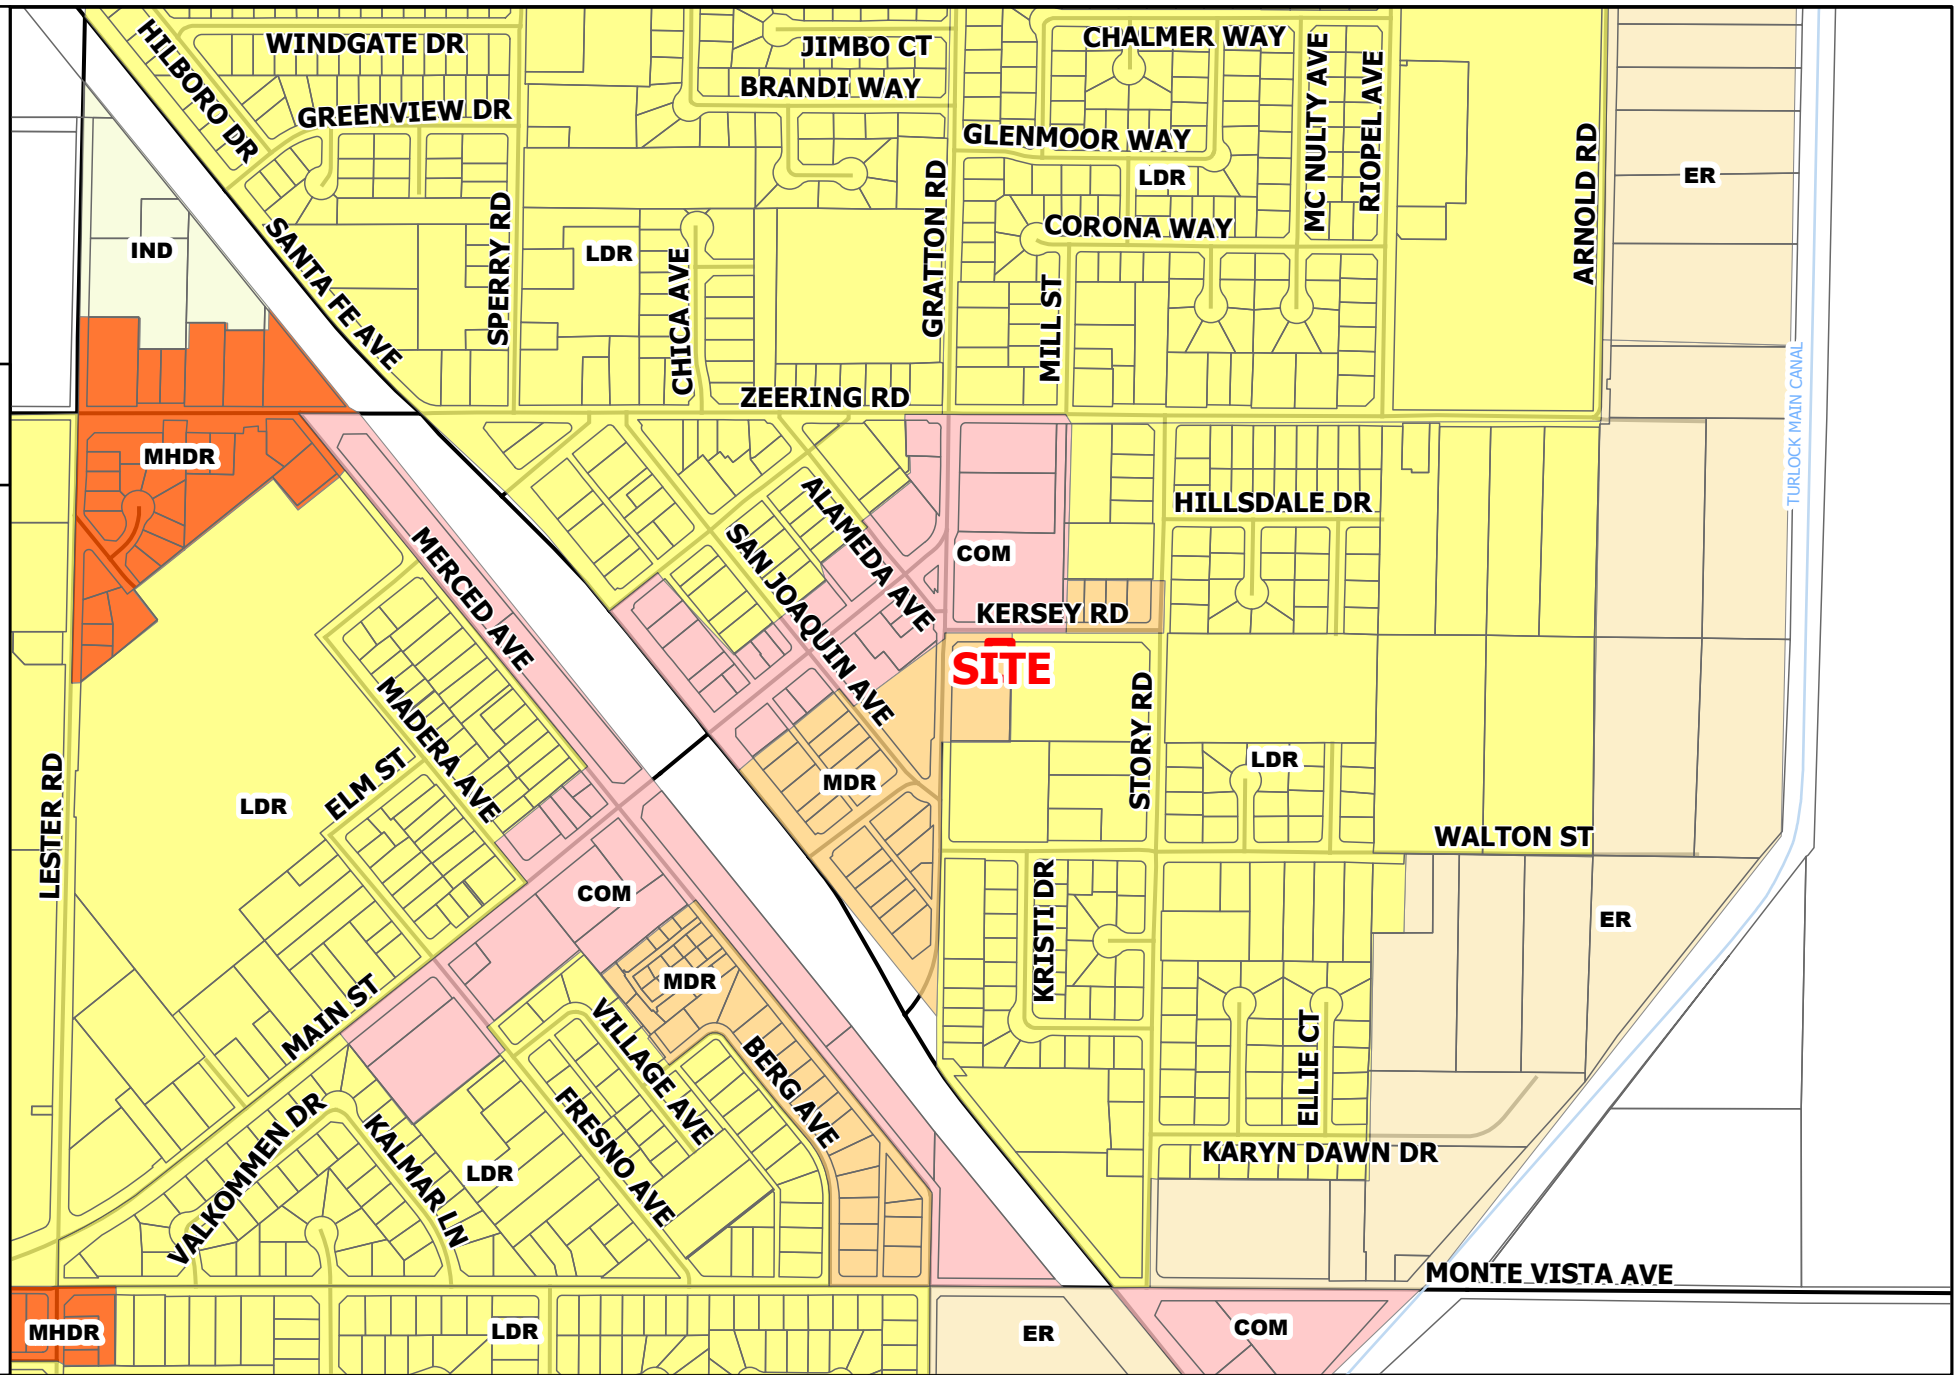 WINDGATE DR
JIMBO CT
CHALMER WAY
HILBORO DR
BRANDI WAY
MC NULTY AVE
RIOPEL AVE
GREENVIEW DR
GLENMOOR WAY
ARNOLD RD
LDR
ER
SANTA FE AVE
SPERRY RD
GRATTON RD
CORONA WAY
IND
LDR
CHICA AVE
MILL ST
TURLOCK MAIN CANAL
ZEERING RD
MHDR
ALAMEDA AVE
HILLSDALE DR
MERCED AVE
SAN JOAQUIN AVE
COM
KERSEY RD
SITE
MADERA AVE
STORY RD
ELM ST
LESTER RD
LDR
MDR
LDR
WALTON ST
COM
KRISTI DR
ER
MDR
MAIN ST
VILLAGE AVE
BERG AVE
ELLIE CT
VALKOMMEN DR
KALMAR LN
FRESNO AVE
KARYN DAWN DR
LDR
MONTE VISTA AVE
MHDR
LDR
ER
COM